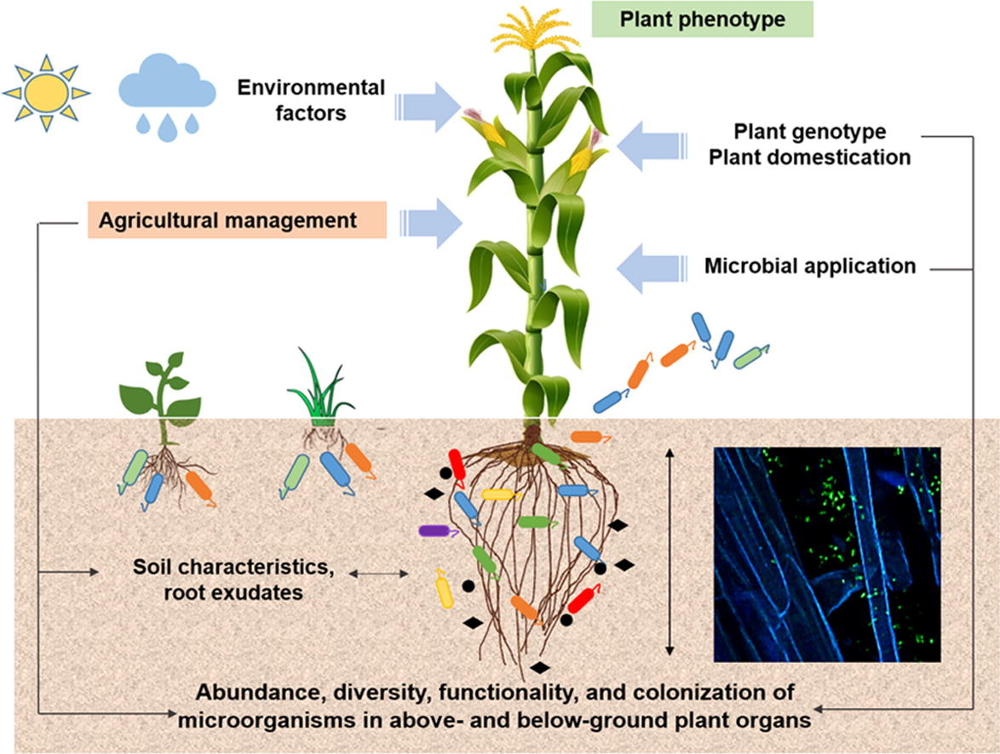 Plant phenotype
Environmental
factors
Plant genotype
Plant domestication
Agricultural management
Microbial application
Soil characteristics,
root exudates
Abundance, diversity, functionality, and colonization of
microorganisms in above- and below-ground plant organs